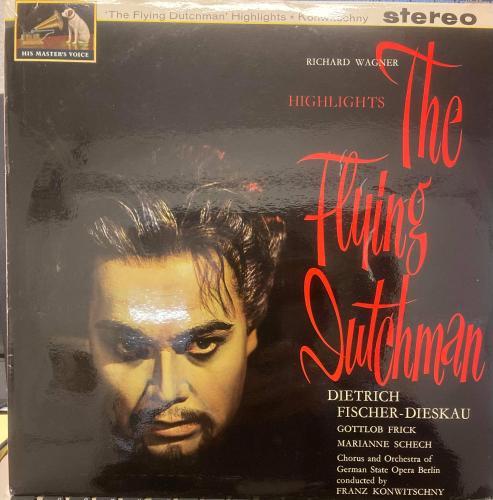 HIS MASTER'S VOICE
'The Flying Dutchman' Highlights • Konwitschny
stereo
RICHARD WAGNER
HIGHLIGHTS
The
Flying
Dutchman
DIETRICH
FISCHER-DIESKAU
GOTTLOB FRICK
MARIANNE SCHECH
Chorus and Orchestra of
German State Opera Berlin
conducted by
FRANZ KONWITSCHNY